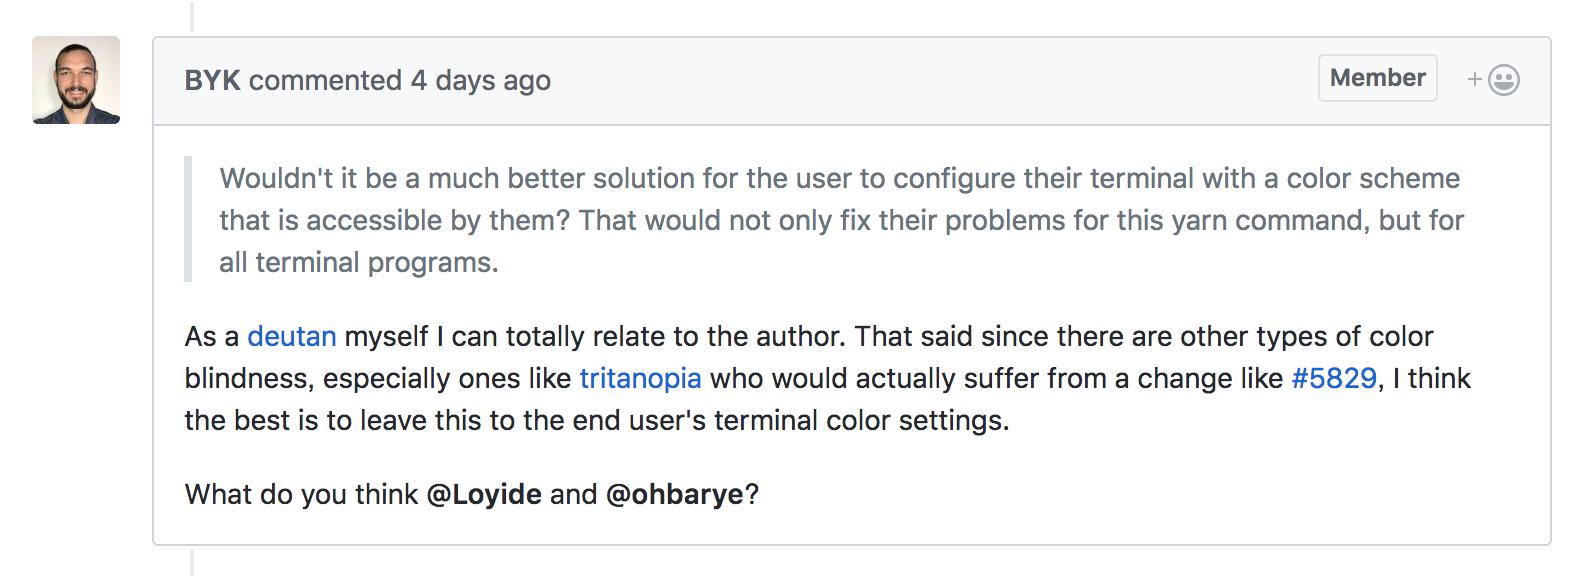 BYK commented 4 days ago
Member
+
Wouldn't it be a much better solution for the user to configure their terminal with a color scheme
that is accessible by them? That would not only fix their problems for this yarn command, but for
all terminal programs.
As a deutan myself I can totally relate to the author. That said since there are other types of color
blindness, especially ones like tritanopia who would actually suffer from a change like #5829, I think
the best is to leave this to the end user's terminal color settings.
What do you think @Loyide and @ohbarye?